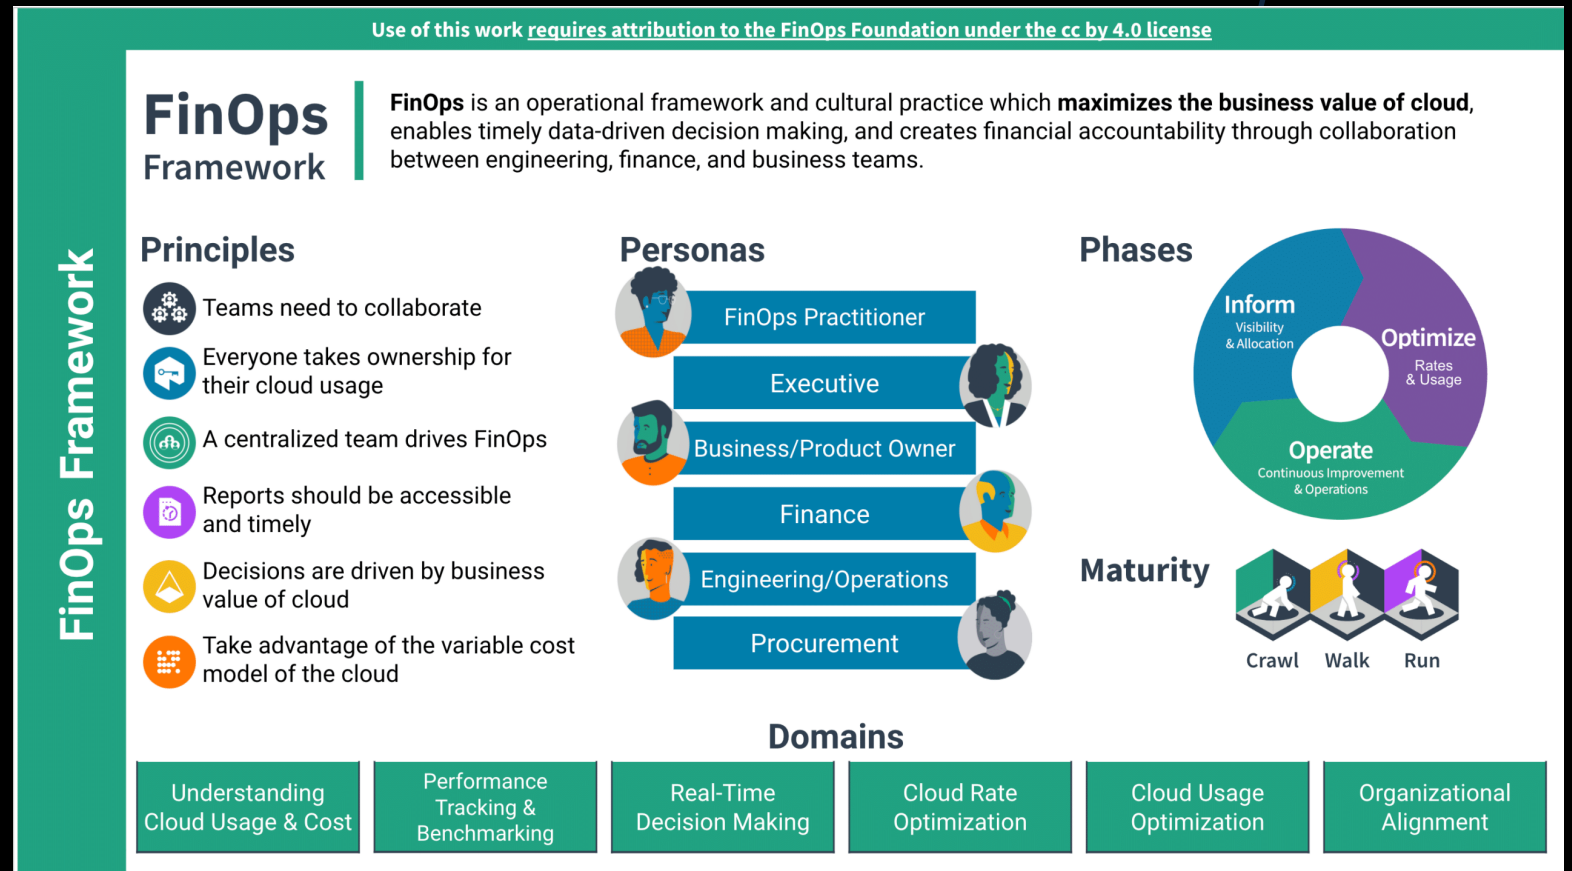 Use of this work requires attribution to the FinOps Foundation under the cc by 4.0 license
FinOps Framework
FinOps
Framework
FinOps is an operational framework and cultural practice which maximizes the business value of cloud,
enables timely data-driven decision making, and creates financial accountability through collaboration
between engineering, finance, and business teams.
Principles
Teams need to collaborate
Everyone takes ownership for
their cloud usage
A centralized team drives FinOps
Reports should be accessible
and timely
Decisions are driven by business
value of cloud
Take advantage of the variable cost
model of the cloud
Personas
FinOps Practitioner
Executive
Business/Product Owner
Finance
Engineering/Operations
Procurement
Phases
Inform
Visibility
& Allocation
Optimize
Rates
& Usage
Operate
Continuous Improvement
& Operations
Maturity
Crawl
Walk
Run
Domains
Understanding
Cloud Usage & Cost
Performance
Tracking &
Benchmarking
Real-Time
Decision Making
Cloud Rate
Optimization
Cloud Usage
Optimization
Organizational
Alignment